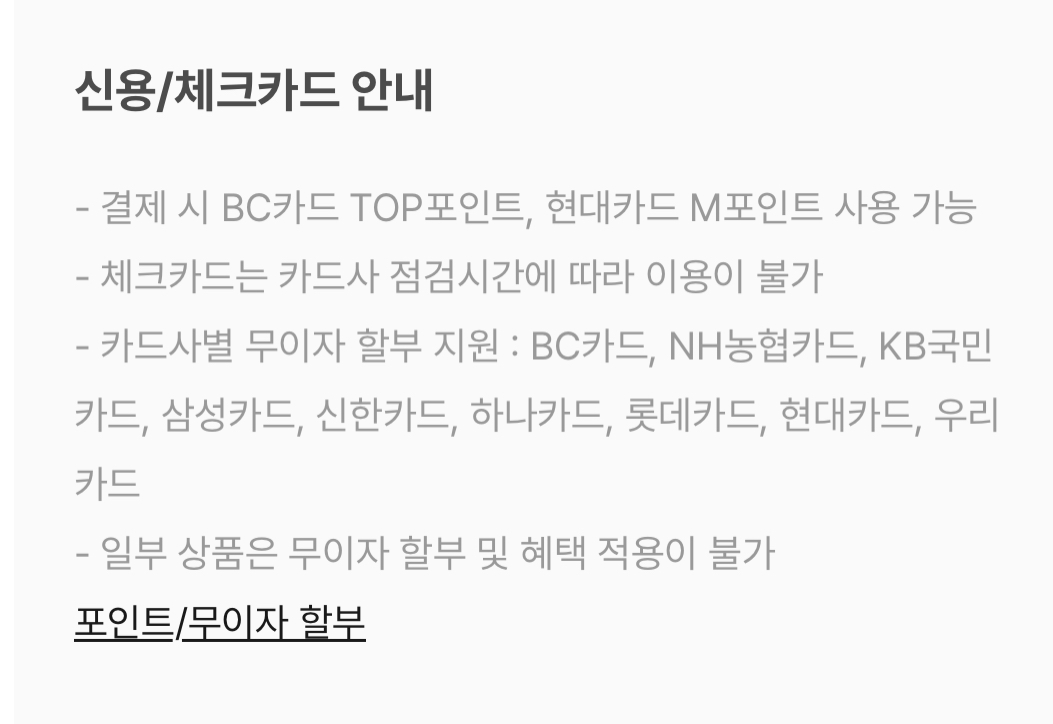 신용/체크카드 안내
- 결제 시 BC카드 TOP포인트, 현대카드 M포인트 사용 가능
- 체크카드는 카드사 점검시간에 따라 이용이 불가
- 카드사별 무이자 할부 지원 : BC카드, NH농협카드, KB국민
카드, 삼성카드, 신한카드, 하나카드, 롯데카드, 현대카드, 우리
카드
- 일부 상품은 무이자 할부 및 혜택 적용이 불가
포인트/무이자 할부